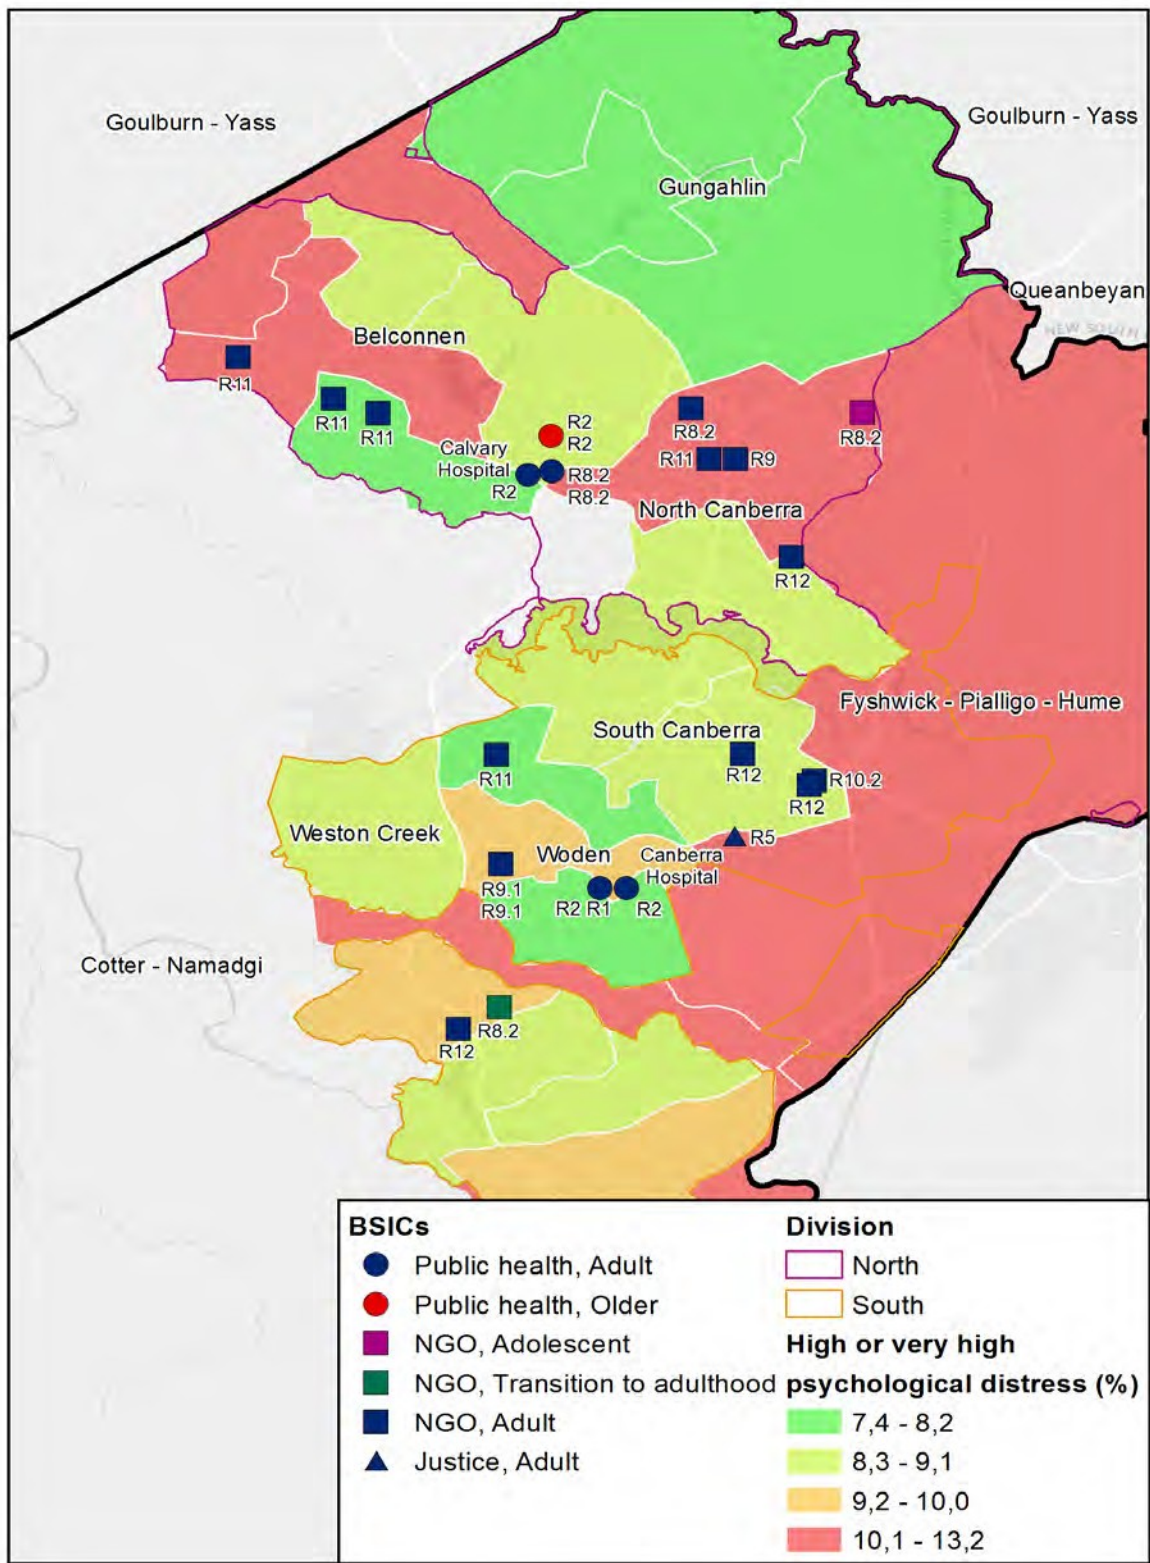 Goulburn - Yass
Goulburn - Yass
Gungahlin
Queanbeyan
NEW SOUTH
Belconnen
R11
R11
R11
Calvary
Hospital
R2
R2
R2
R8.2
R8.2
R8.2
R8.2
R11
R9
North Canberra
R12
Fyshwick - Pialligo - Hume
South Canberra
R11
R12
R10.2
R12
Weston Creek
R5
Woden
Canberra
Hospital
R9.1
R9.1
R2 R1
R2
Cotter - Namadgi
R8.2
R12
BSICs
Public health, Adult
Public health, Older
NGO, Adolescent
NGO, Transition to adulthood
NGO, Adult
Justice, Adult
Division
North
South
High or very high
psychological distress (%)
7,4 - 8,2
8,3 - 9,1
9,2 - 10,0
10,1 - 13,2